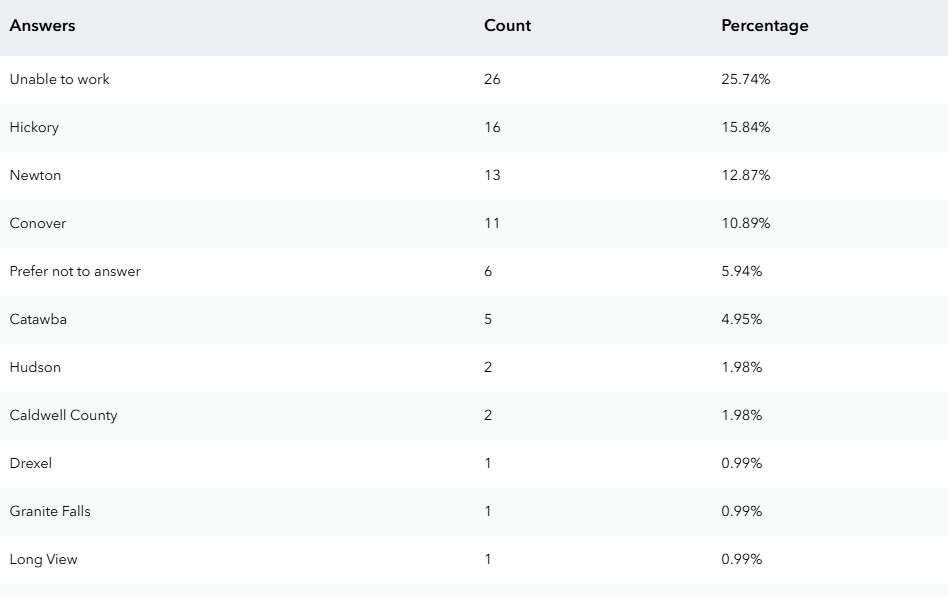 Answers Count Percentage
Unable to work 26 25.74%
Hickory 16 15.84%
Newton 13 12.87%
Conover 11 10.89%
Prefer not to answer 6 5.94%
Catawba 5 4.95%
Hudson 2 1.98%
Caldwell County 2 1.98%
Drexel 1 0.99%
Granite Falls 1 0.99%
Long View 1 0.99%